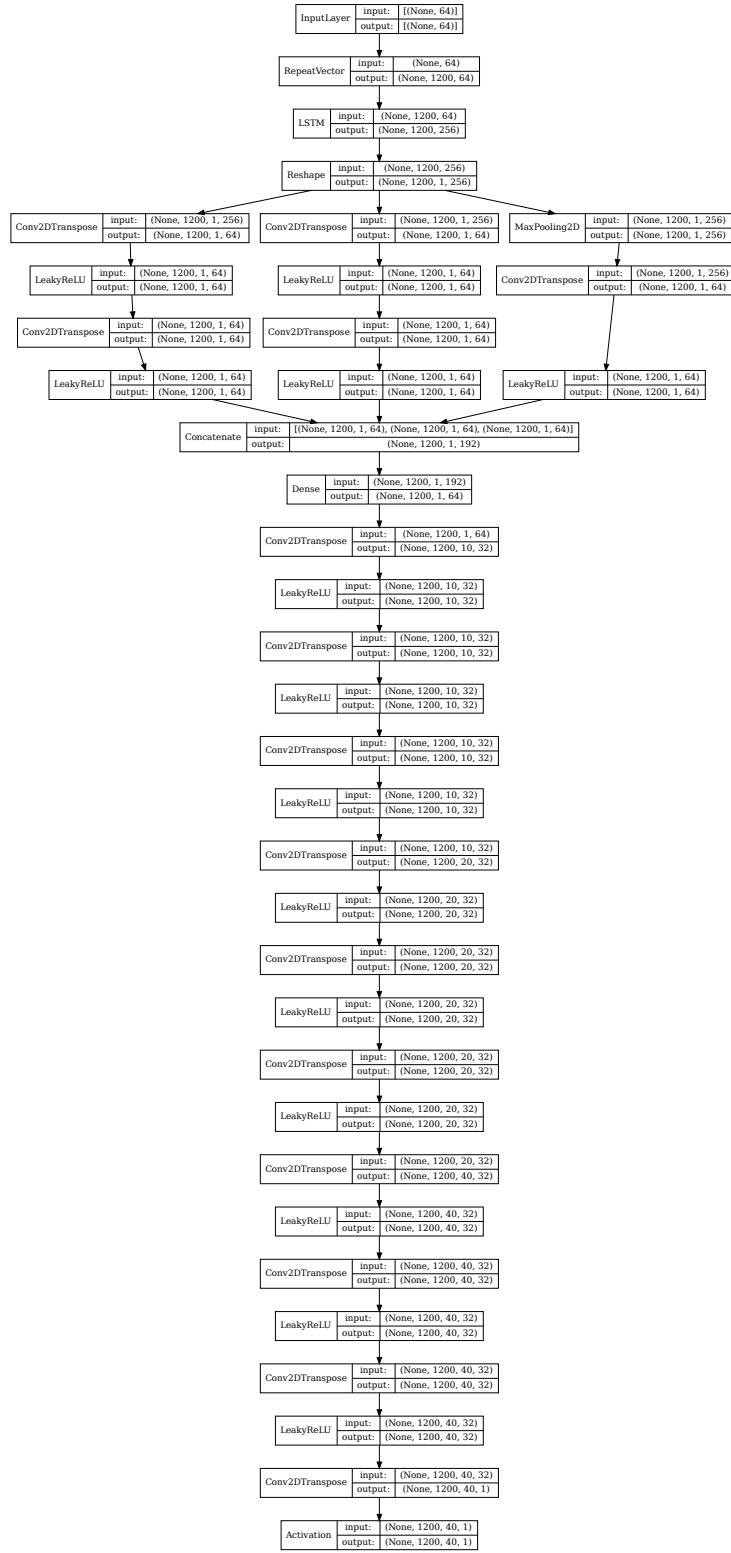 InputLayer input: [(None, 64)]
output: [(None, 64)]
RepeatVector input: (None, 64)
output: (None, 1200, 64)
LSTM input: (None, 1200, 64)
output: (None, 1200, 256)
Reshape input: (None, 1200, 256)
output: (None, 1200, 1, 256)
Conv2DTranspose input: (None, 1200, 1, 256)
output: (None, 1200, 1, 64)
Conv2DTranspose input: (None, 1200, 1, 256)
output: (None, 1200, 1, 64)
MaxPooling2D input: (None, 1200, 1, 256)
output: (None, 1200, 1, 256)
LeakyReLU input: (None, 1200, 1, 64)
output: (None, 1200, 1, 64)
LeakyReLU input: (None, 1200, 1, 64)
output: (None, 1200, 1, 64)
Conv2DTranspose input: (None, 1200, 1, 256)
output: (None, 1200, 1, 64)
Conv2DTranspose input: (None, 1200, 1, 64)
output: (None, 1200, 1, 64)
Conv2DTranspose input: (None, 1200, 1, 64)
output: (None, 1200, 1, 64)
LeakyReLU input: (None, 1200, 1, 64)
output: (None, 1200, 1, 64)
LeakyReLU input: (None, 1200, 1, 64)
output: (None, 1200, 1, 64)
LeakyReLU input: (None, 1200, 1, 64)
output: (None, 1200, 1, 64)
Concatenate input: [(None, 1200, 1, 64), (None, 1200, 1, 64), (None, 1200, 1, 64)]
output: (None, 1200, 1, 192)
Dense input: (None, 1200, 1, 192)
output: (None, 1200, 1, 64)
Conv2DTranspose input: (None, 1200, 1, 64)
output: (None, 1200, 10, 32)
LeakyReLU input: (None, 1200, 10, 32)
output: (None, 1200, 10, 32)
Conv2DTranspose input: (None, 1200, 10, 32)
output: (None, 1200, 10, 32)
LeakyReLU input: (None, 1200, 10, 32)
output: (None, 1200, 10, 32)
Conv2DTranspose input: (None, 1200, 10, 32)
output: (None, 1200, 10, 32)
LeakyReLU input: (None, 1200, 10, 32)
output: (None, 1200, 10, 32)
Conv2DTranspose input: (None, 1200, 10, 32)
output: (None, 1200, 20, 32)
LeakyReLU input: (None, 1200, 20, 32)
output: (None, 1200, 20, 32)
Conv2DTranspose input: (None, 1200, 20, 32)
output: (None, 1200, 20, 32)
LeakyReLU input: (None, 1200, 20, 32)
output: (None, 1200, 20, 32)
Conv2DTranspose input: (None, 1200, 20, 32)
output: (None, 1200, 20, 32)
LeakyReLU input: (None, 1200, 20, 32)
output: (None, 1200, 20, 32)
Conv2DTranspose input: (None, 1200, 20, 32)
output: (None, 1200, 40, 32)
LeakyReLU input: (None, 1200, 40, 32)
output: (None, 1200, 40, 32)
Conv2DTranspose input: (None, 1200, 40, 32)
output: (None, 1200, 40, 32)
LeakyReLU input: (None, 1200, 40, 32)
output: (None, 1200, 40, 32)
Conv2DTranspose input: (None, 1200, 40, 32)
output: (None, 1200, 40, 32)
LeakyReLU input: (None, 1200, 40, 32)
output: (None, 1200, 40, 32)
Conv2DTranspose input: (None, 1200, 40, 32)
output: (None, 1200, 40, 1)
Activation input: (None, 1200, 40, 1)
output: (None, 1200, 40, 1)